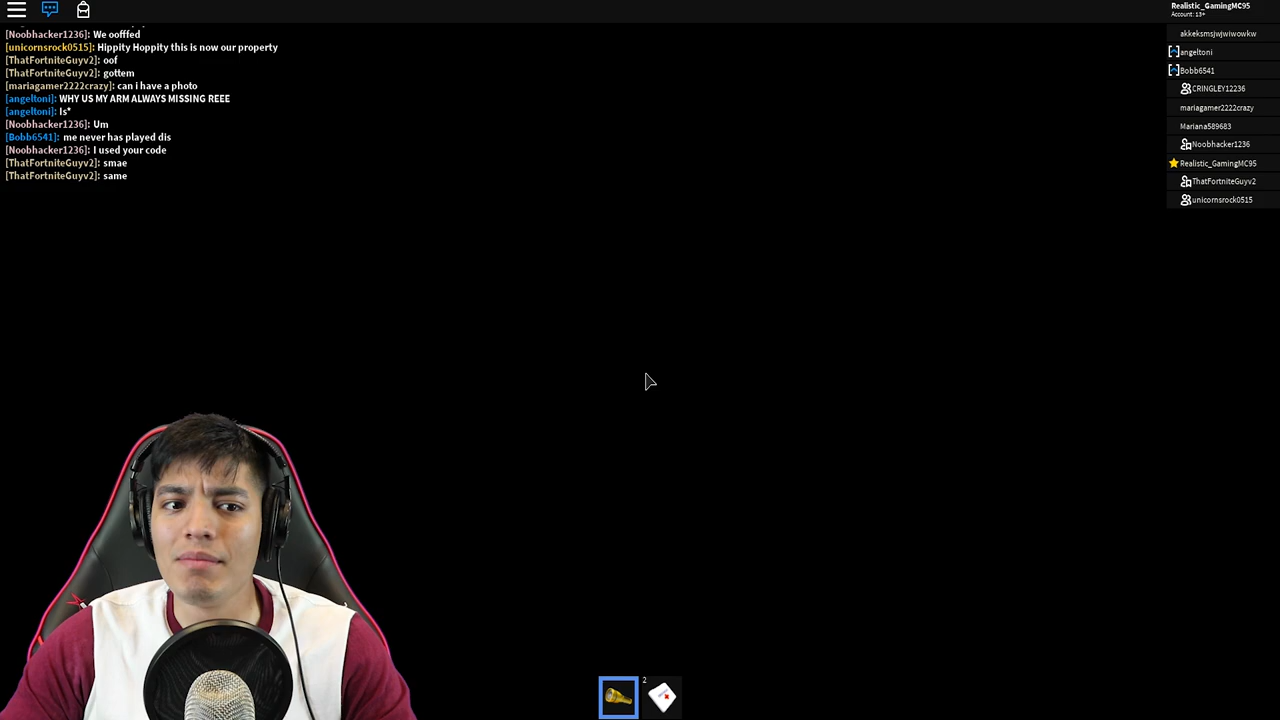 Realistic_GamingMC95
Account: 13+
[Noobhacker1236]: We oofffed
[unicornsrock0515]: Hippity Hoppity this is now our property
[ThatFortniteGuyv2]: oof
[ThatFortniteGuyv2]: gottem
[mariagamer2222crazy]: can i have a photo
[angeltoni]: WHY US MY ARM ALWAYS MISSING REEE
[angeltoni]: Is*
[Noobhacker1236]: Um
[Bobb6541]: me never has played dis
[Noobhacker1236]: I used your code
[ThatFortniteGuyv2]: smae
[ThatFortniteGuyv2]: same
akkeksmsjwjwiwowkw
angeltoni
Bobb6541
CRINGLEY12236
mariagamer2222crazy
Mariana589683
Noobhacker1236
Realistic_GamingMC95
ThatFortniteGuyv2
unicornsrock0515
2